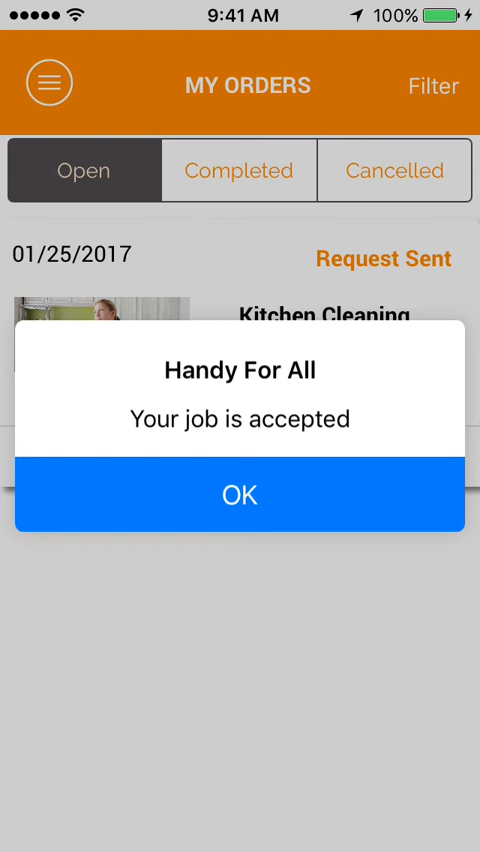 9:41 AM
100%
MY ORDERS
Filter
Open
Completed
Cancelled
01/25/2017
Request Sent
Kitchen Cleaning
Handy For All
Your job is accepted
OK